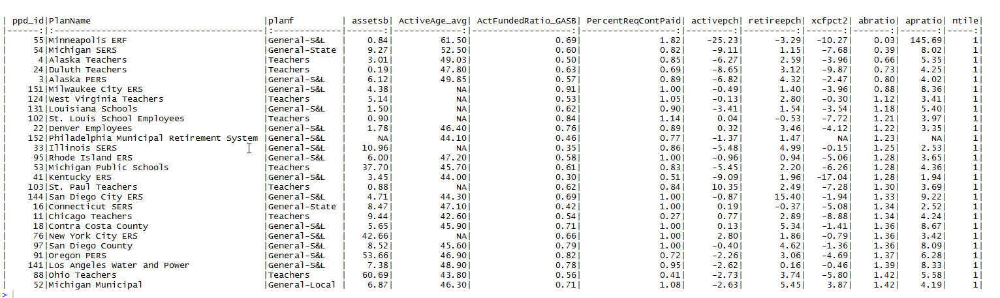 | ppd_id|PlanName |planf | assetsb| ActiveAge_avg| ActFundedRatio_GASB| PercentReqContPaid| activepch| retireepch| xcfpct2| abratio| apratio| ntile|
|------:|:----------------------------------------|:-------------|--------:|-------------:|-------------------:|------------------:|---------:|----------:|-------:|-------:|-------:|-----:|
| 55|Minneapolis ERF |General-S&L | 0.84| 61.50| 0.69| 1.82| -25.23| -3.29| -10.27| 0.03| 145.69| 1|
| 54|Michigan SERS |General-State | 9.27| 52.50| 0.60| 0.82| -9.11| 1.15| -7.68| 0.39| 8.02| 1|
| 4|Alaska Teachers |Teachers | 3.01| 49.03| 0.50| 0.85| -6.27| 2.59| -3.96| 0.66| 5.35| 1|
| 24|Duluth Teachers |Teachers | 0.19| 47.80| 0.63| 0.69| -8.65| 3.12| -9.87| 0.73| 4.25| 1|
| 3|Alaska PERS |General-S&L | 6.12| 49.85| 0.57| 0.89| -6.82| 4.32| -2.47| 0.80| 4.02| 1|
| 151|Milwaukee City ERS |General-S&L | 4.38| NA| 0.91| 1.00| -0.49| 1.40| -3.96| 0.88| 8.36| 1|
| 124|West Virginia Teachers |Teachers | 5.14| NA| 0.53| 1.05| -0.13| 2.80| -0.30| 1.12| 3.41| 1|
| 131|Louisiana Schools |General-S&L | 1.50| NA| 0.62| 0.90| -3.41| 1.54| -3.54| 1.18| 5.40| 1|
| 102|St. Louis School Employees |Teachers | 0.90| NA| 0.84| 1.14| 0.04| -0.53| -7.72| 1.21| 3.97| 1|
| 22|Denver Employees |General-S&L | 1.78| 46.40| 0.76| 0.89| 0.32| 3.46| -4.12| 1.22| 3.35| 1|
| 152|Philadelphia Municipal Retirement System |General-S&L | NA| 44.10| 0.46| 0.77| -1.37| 1.47| NA| 1.23| NA| 1|
| 33|Illinois SERS |General-S&L | 10.96| NA| 0.35| 0.86| -5.48| 4.99| -0.15| 1.25| 2.53| 1|
| 95|Rhode Island ERS |General-S&L | 6.00| 47.20| 0.58| 1.00| -0.96| 0.94| -5.06| 1.28| 3.65| 1|
| 53|Michigan Public Schools |Teachers | 37.70| 45.70| 0.61| 0.83| -5.45| 2.20| -6.26| 1.28| 4.36| 1|
| 41|Kentucky ERS |General-S&L | 3.45| 44.00| 0.30| 0.51| -9.09| 1.96| -17.04| 1.28| 1.94| 1|
| 103|St. Paul Teachers |Teachers | 0.88| NA| 0.62| 0.84| 10.35| 2.49| -7.28| 1.30| 3.69| 1|
| 144|San Diego City ERS |General-S&L | 4.71| 44.30| 0.69| 1.00| -0.87| 15.40| -1.94| 1.33| 9.22| 1|
| 16|Connecticut SERS |General-State | 8.47| 47.10| 0.42| 1.00| 0.19| -0.37| -5.08| 1.34| 2.52| 1|
| 11|Chicago Teachers |Teachers | 9.44| 42.60| 0.54| 0.27| 0.77| 2.89| -8.88| 1.34| 4.24| 1|
| 18|Contra Costa County |General-S&L | 5.65| 45.90| 0.71| 1.00| 0.13| 5.34| -1.41| 1.36| 8.67| 1|
| 76|New York City ERS |General-S&L | 42.66| NA| 0.66| 1.00| 2.80| 1.86| -0.79| 1.36| 3.42| 1|
| 97|San Diego County |General-S&L | 8.52| 45.60| 0.79| 1.00| -0.40| 4.62| -1.36| 1.36| 8.09| 1|
| 91|Oregon PERS |General-S&L | 53.66| 46.90| 0.82| 0.72| -2.26| 3.06| -4.69| 1.37| 6.28| 1|
| 141|Los Angeles Water and Power |General-S&L | 7.38| 48.90| 0.78| 0.95| -2.62| 0.16| -0.46| 1.39| 8.33| 1|
| 88|Ohio Teachers |Teachers | 60.69| 43.80| 0.56| 0.41| -2.73| 3.74| -5.80| 1.42| 5.58| 1|
| 52|Michigan Municipal |General-Local | 6.87| 46.30| 0.71| 1.08| -2.63| 5.45| 3.87| 1.42| 4.19| 1|
>